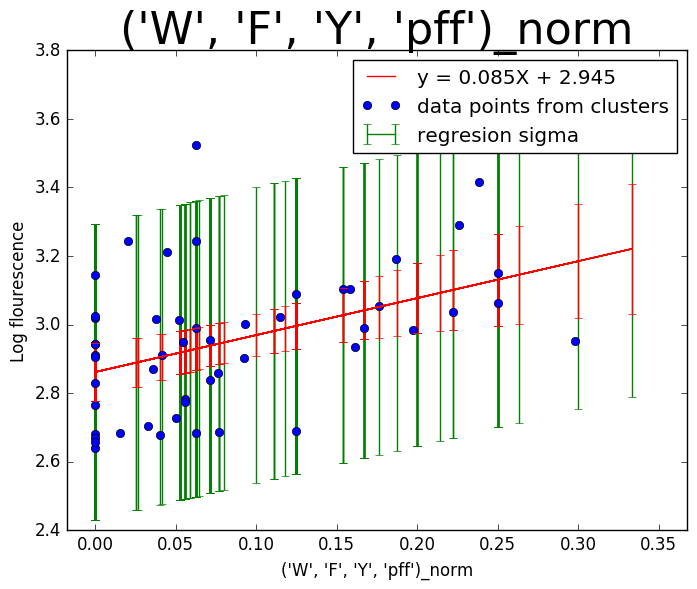 ('W', 'F', 'Y', 'pff')_norm
y = 0.085X + 2.945
data points from clusters
regresion sigma
3.8
3.6
3.4
3.2
3.0
2.8
2.6
2.4
Log flourescence
0.00 0.05 0.10 0.15 0.20 0.25 0.30 0.35
('W', 'F', 'Y', 'pff')_norm